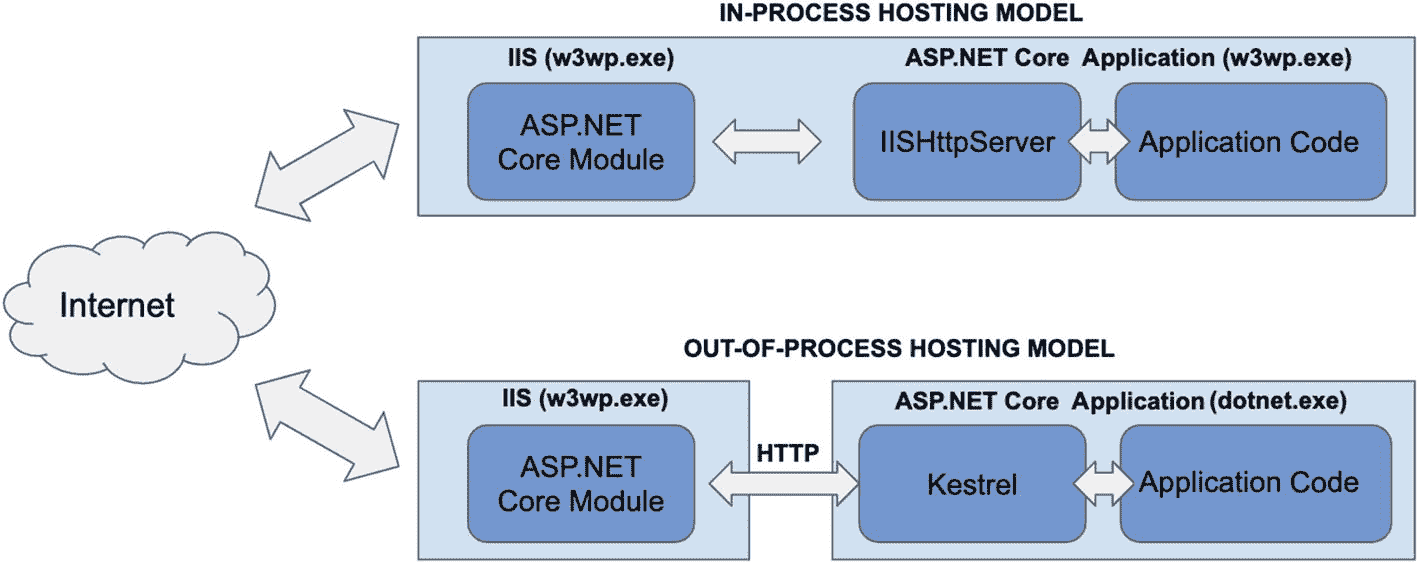 IN-PROCESS HOSTING MODEL
IIS (w3wp.exe)
ASP.NET Core Application (w3wp.exe)
ASP.NET
Core Module
IISHttpServer
Application Code
Internet
OUT-OF-PROCESS HOSTING MODEL
IIS (w3wp.exe)
ASP.NET Core Application (dotnet.exe)
HTTP
ASP.NET
Core Module
Kestrel
Application Code